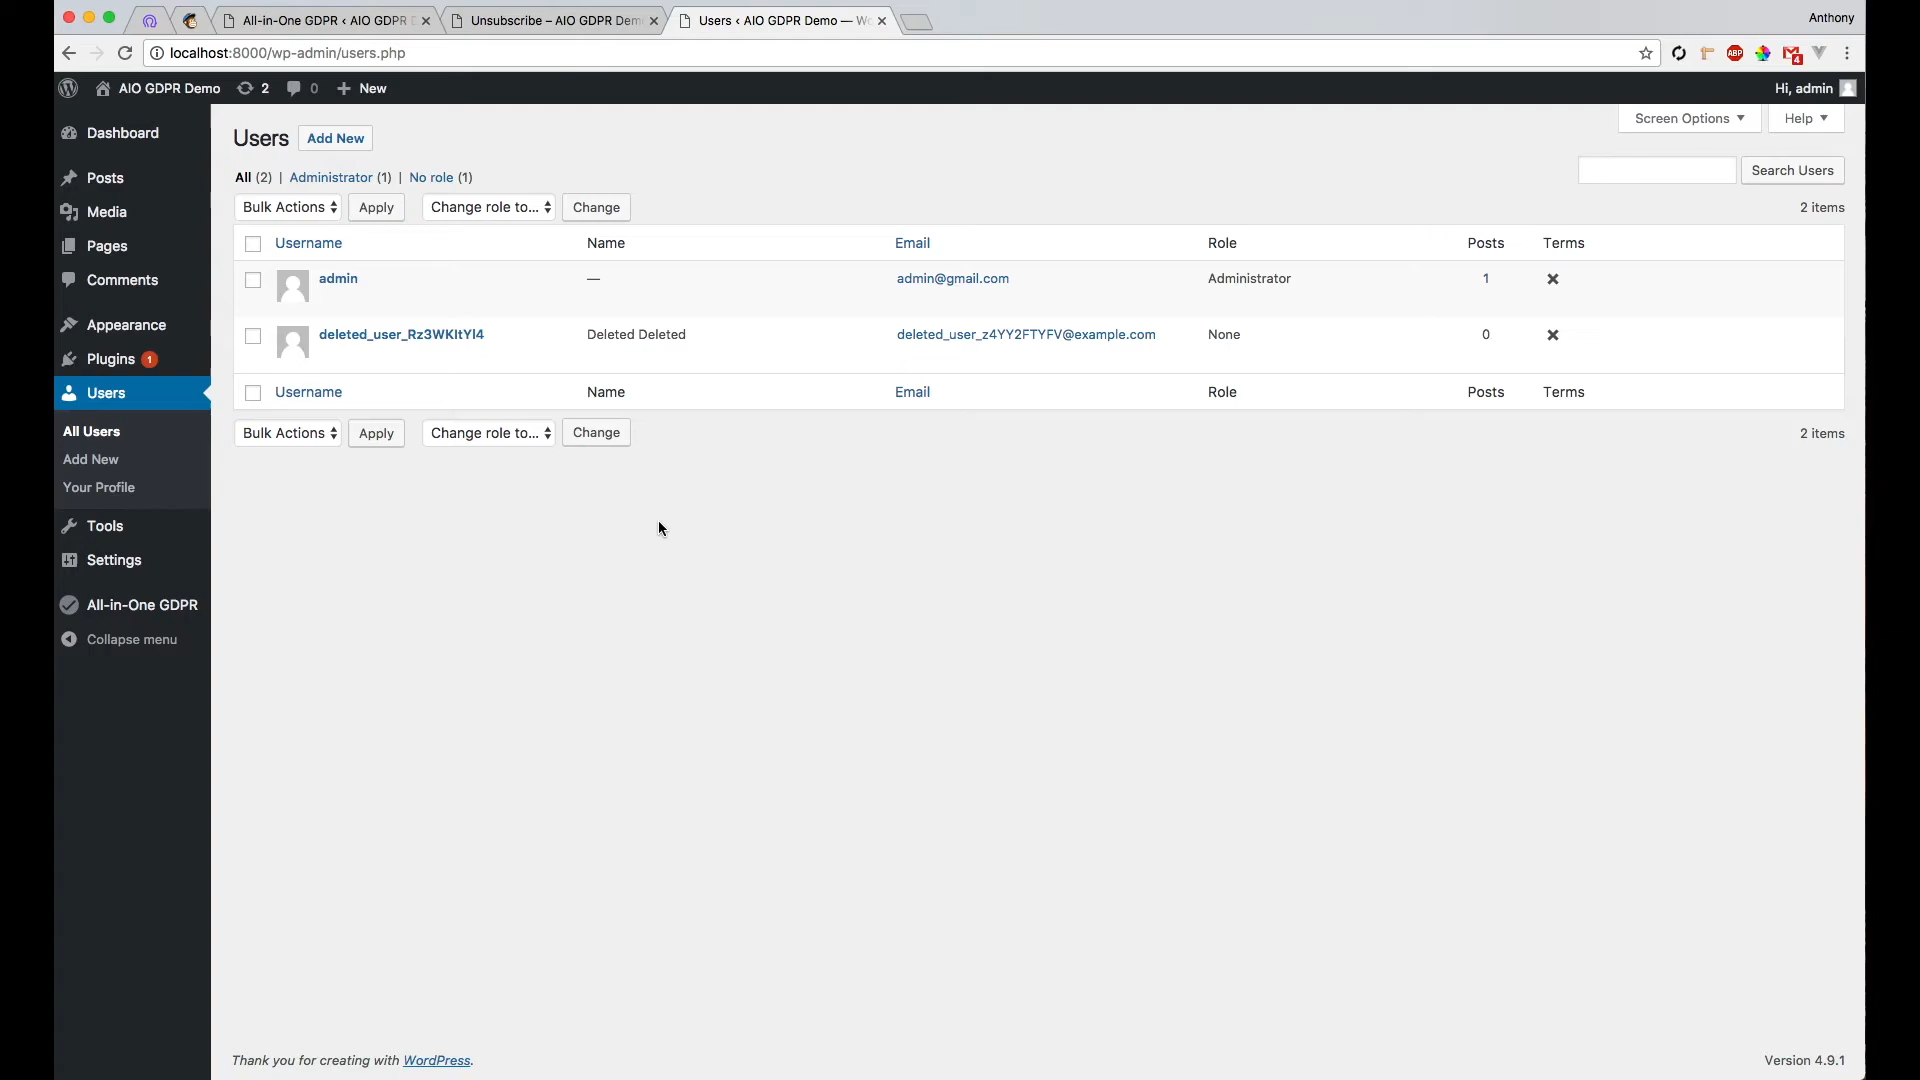 All-in-One GDPR ‹ AIO GDPR D
Unsubscribe – AIO GDPR Dem
Users ‹ AIO GDPR Demo — Wo
Anthony
localhost:8000/wp-admin/users.php
ABP
4
AIO GDPR Demo
2
0
New
Hi, admin
Dashboard
Posts
Media
Pages
Comments
Appearance
Plugins 1
Users
All Users
Add New
Your Profile
Tools
Settings
All-in-One GDPR
Collapse menu
Screen Options
Help
Users
Add New
All (2) | Administrator (1) | No role (1)
Search Users
Bulk Actions
Apply
Change role to...
Change
2 items
Username Name Email Role Posts Terms
admin — admin@gmail.com Administrator 1
deleted_user_Rz3WKItYl4 Deleted Deleted deleted_user_z4YY2FTYFV@example.com None 0
Username Name Email Role Posts Terms
Bulk Actions
Apply
Change role to...
Change
2 items
Thank you for creating with WordPress.
Version 4.9.1